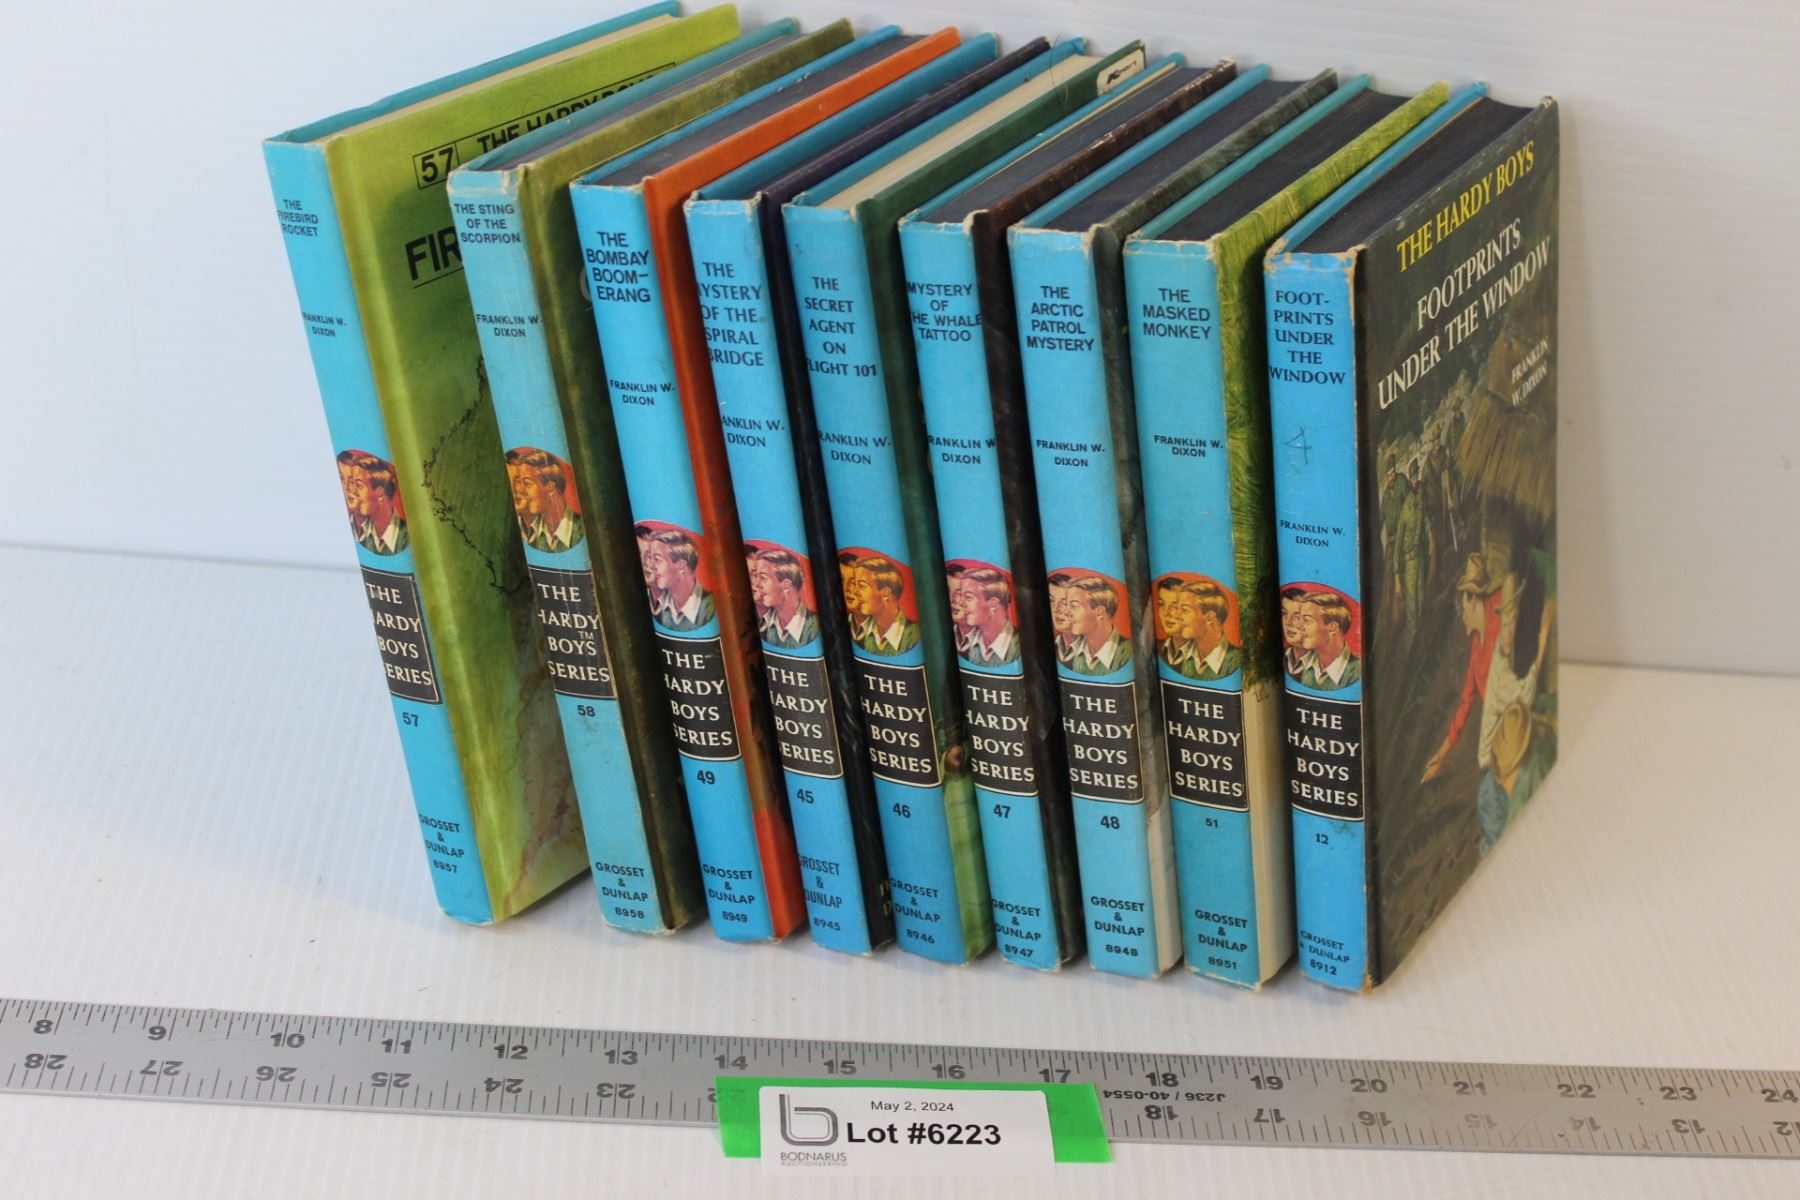 THE
FIREBIRD
ROCKET
FRANKLIN W.
DIXON
THE
HARDY
BOYS
SERIES
57
GROSSET
&
DUNLAP
8957
57 THE HARDY BOYS
FIR
THE STING
OF THE
SCORPION
FRANKLIN W.
DIXON
THE
HARDY
BOYS™
SERIES
58
GROSSET
&
DUNLAP
8958
THE
BOMBAY
BOOM-
ERANG
FRANKLIN W.
DIXON
THE
HARDY
BOYS
SERIES
49
GROSSET
&
DUNLAP
8949
THE
MYSTERY
OF THE
SPIRAL
BRIDGE
FRANKLIN W.
DIXON
THE
HARDY
BOYS
SERIES
45
GROSSET
&
DUNLAP
8945
THE
SECRET
AGENT
ON
FLIGHT 101
FRANKLIN W.
DIXON
THE
HARDY
BOYS
SERIES
46
GROSSET
&
DUNLAP
8946
MYSTERY
OF
THE WHALE
TATTOO
FRANKLIN W.
DIXON
THE
HARDY
BOYS
SERIES
47
GROSSET
&
DUNLAP
8947
THE
ARCTIC
PATROL
MYSTERY
FRANKLIN W.
DIXON
THE
HARDY
BOYS
SERIES
48
GROSSET
&
DUNLAP
8948
THE
MASKED
MONKEY
FRANKLIN W.
DIXON
THE
HARDY
BOYS
SERIES
51
GROSSET
&
DUNLAP
8951
FOOT-
PRINTS
UNDER
THE
WINDOW
4
FRANKLIN W.
DIXON
THE
HARDY
BOYS
SERIES
12
GROSSET
& DUNLAP
8912
THE HARDY BOYS
FOOTPRINTS
UNDER THE WINDOW
FRANKLIN
W. DIXON
8 9 10 11 12 13 14 15 16 17 18 19 20 21 22 23 24
28 27 26 25 24 23 18 17 16 15 14 13
J236 / 40-0554
May 2, 2024
Lot #6223
BODNARUS
AUCTIONEERING